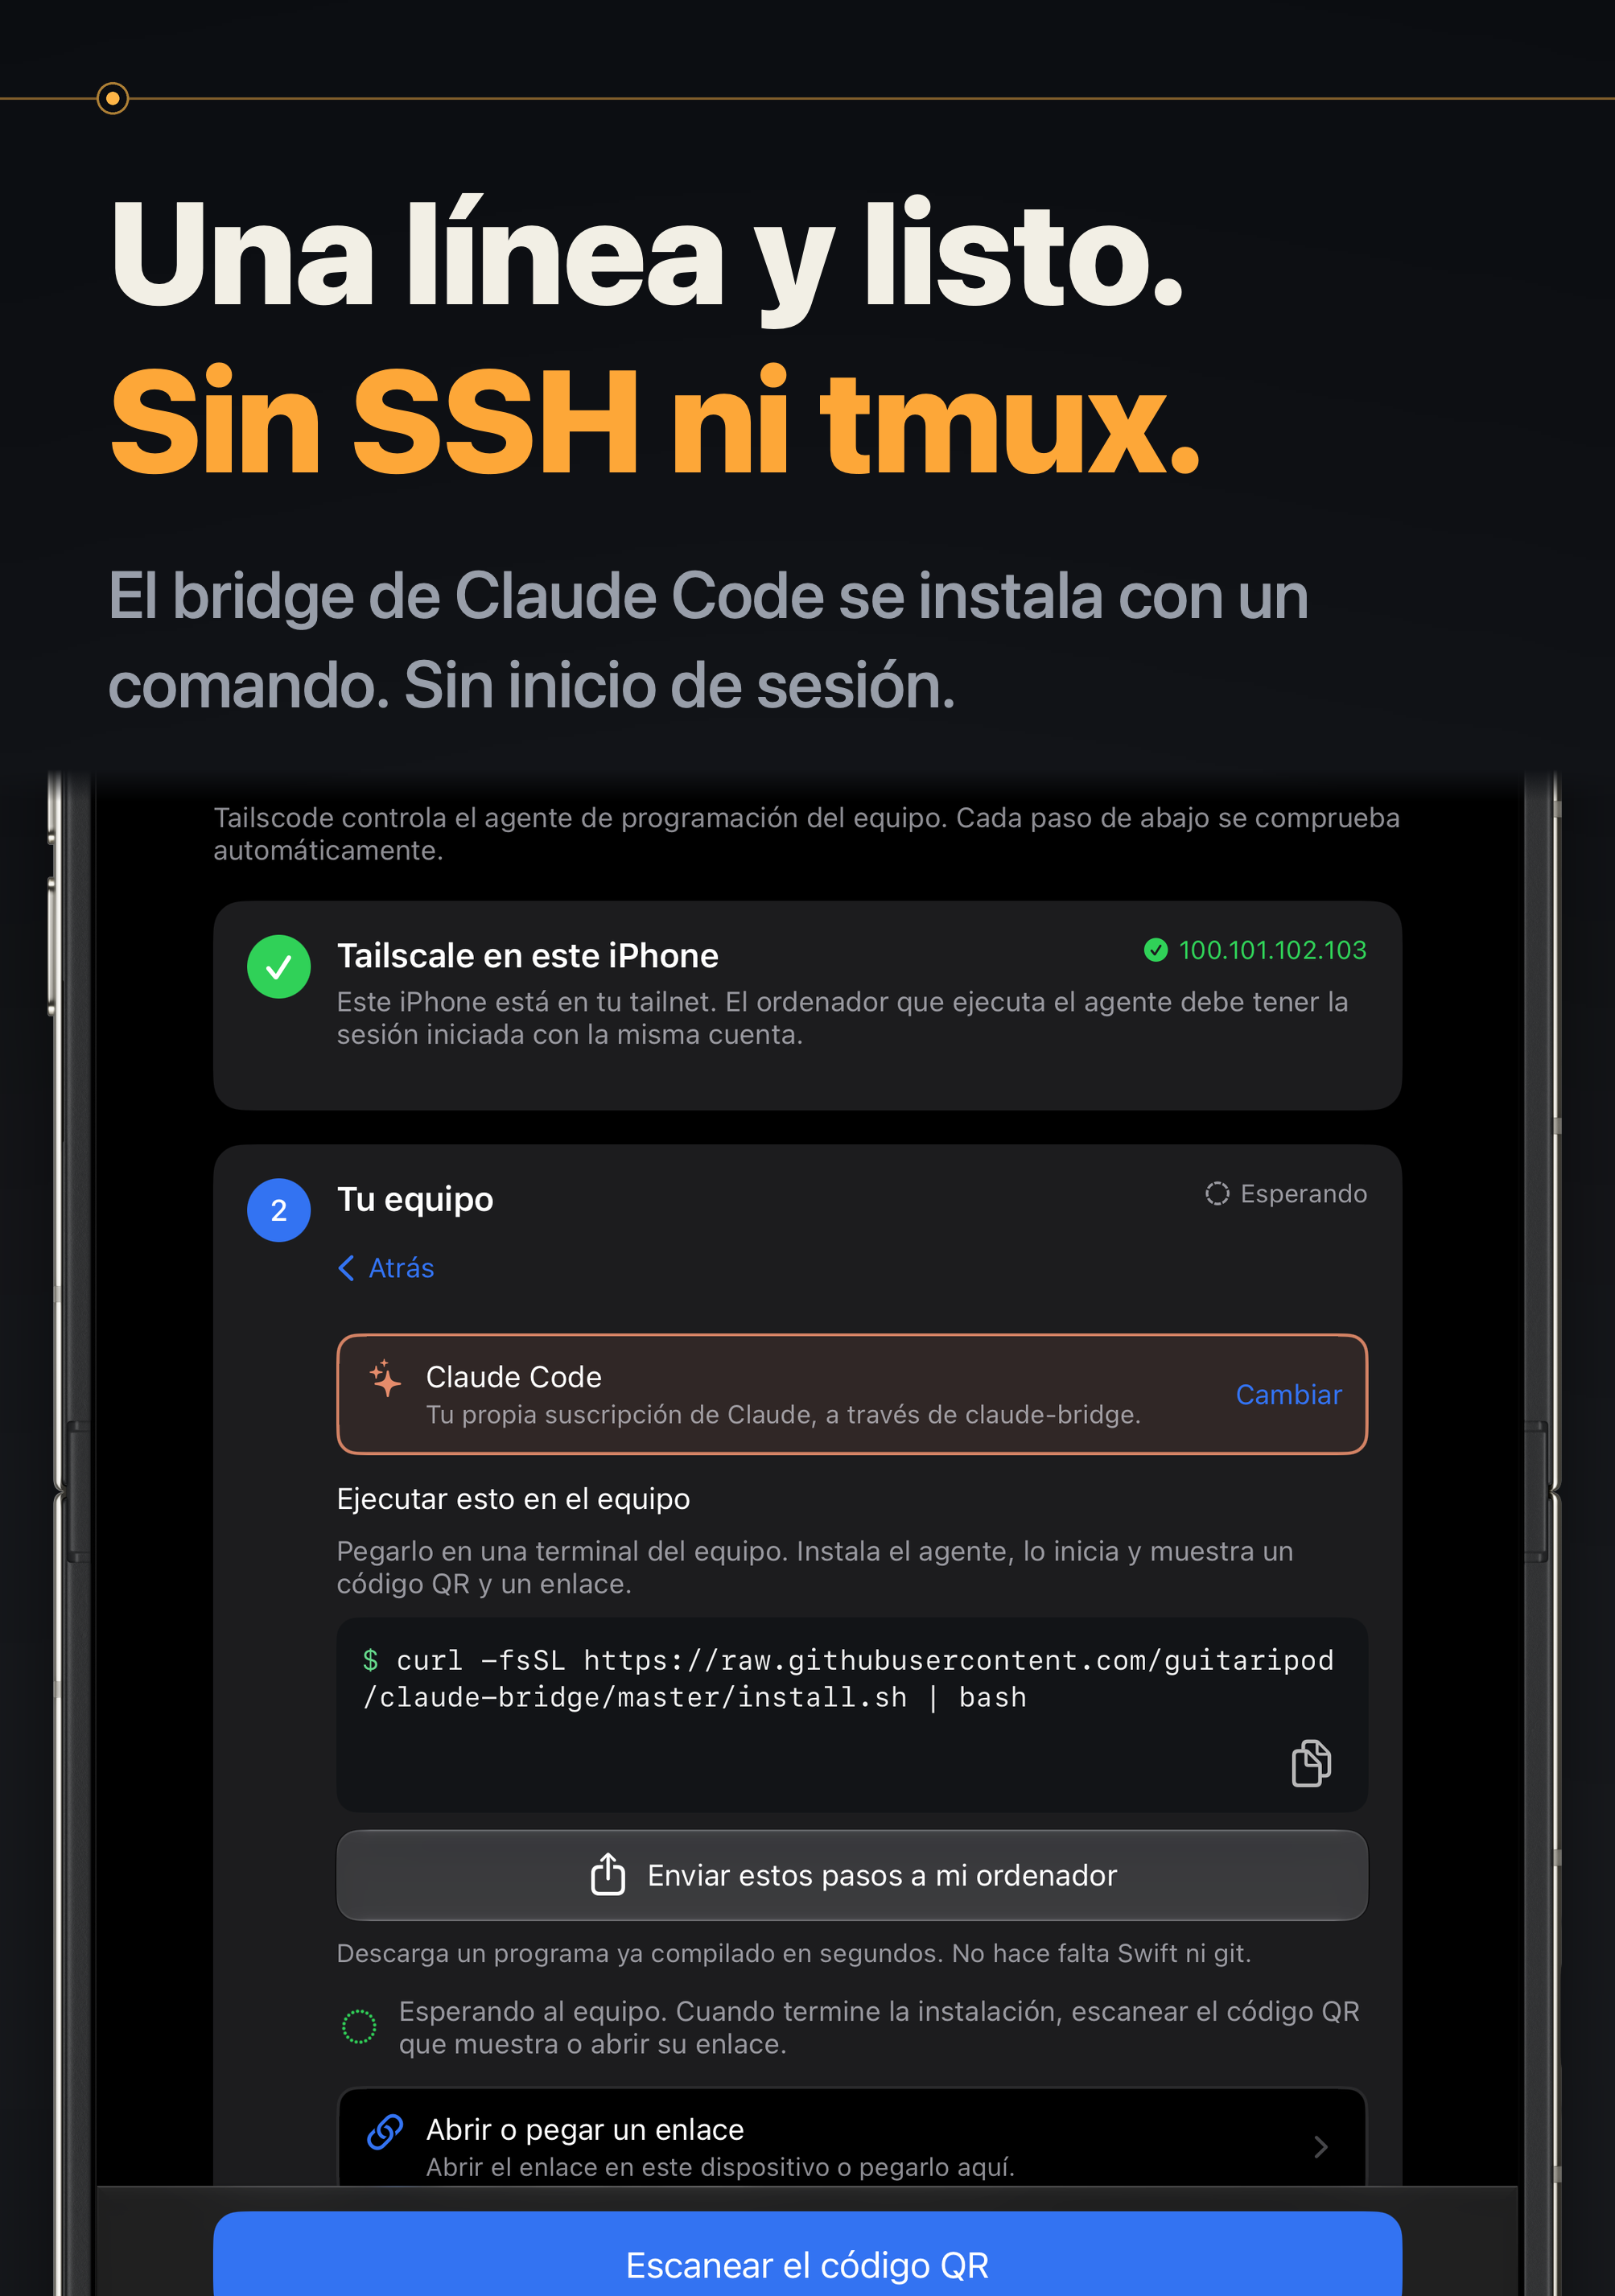 Una línea y listo.
Sin SSH ni tmux.
El bridge de Claude Code se instala con un
comando. Sin inicio de sesión.
Tailscode controla el agente de programación del equipo. Cada paso de abajo se comprueba
automáticamente.
Tailscale en este iPhone
100.101.102.103
Este iPhone está en tu tailnet. El ordenador que ejecuta el agente debe tener la
sesión iniciada con la misma cuenta.
2
Tu equipo
Esperando
Atrás
Claude Code
Tu propia suscripción de Claude, a través de claude-bridge.
Cambiar
Ejecutar esto en el equipo
Pegarlo en una terminal del equipo. Instala el agente, lo inicia y muestra un
código QR y un enlace.
$ curl -fsSL https://raw.githubusercontent.com/guitaripod
/claude-bridge/master/install.sh | bash
Enviar estos pasos a mi ordenador
Descarga un programa ya compilado en segundos. No hace falta Swift ni git.
Esperando al equipo. Cuando termine la instalación, escanear el código QR
que muestra o abrir su enlace.
Abrir o pegar un enlace
Abrir el enlace en este dispositivo o pegarlo aquí.
Escanear el código QR